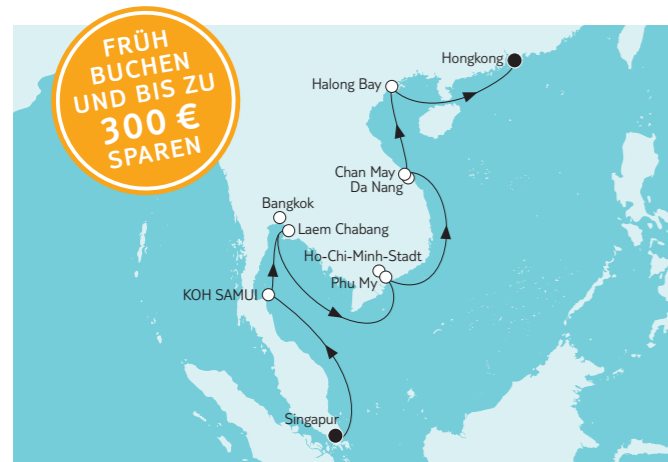 FRÜH
BUCHEN
UND BIS ZU
300 €
SPAREN
Hongkong
Halong Bay
Chan May
Da Nang
Bangkok
Laem Chabang
Ho-Chi-Minh-Stadt
Phu My
KOH SAMUI
Singapur